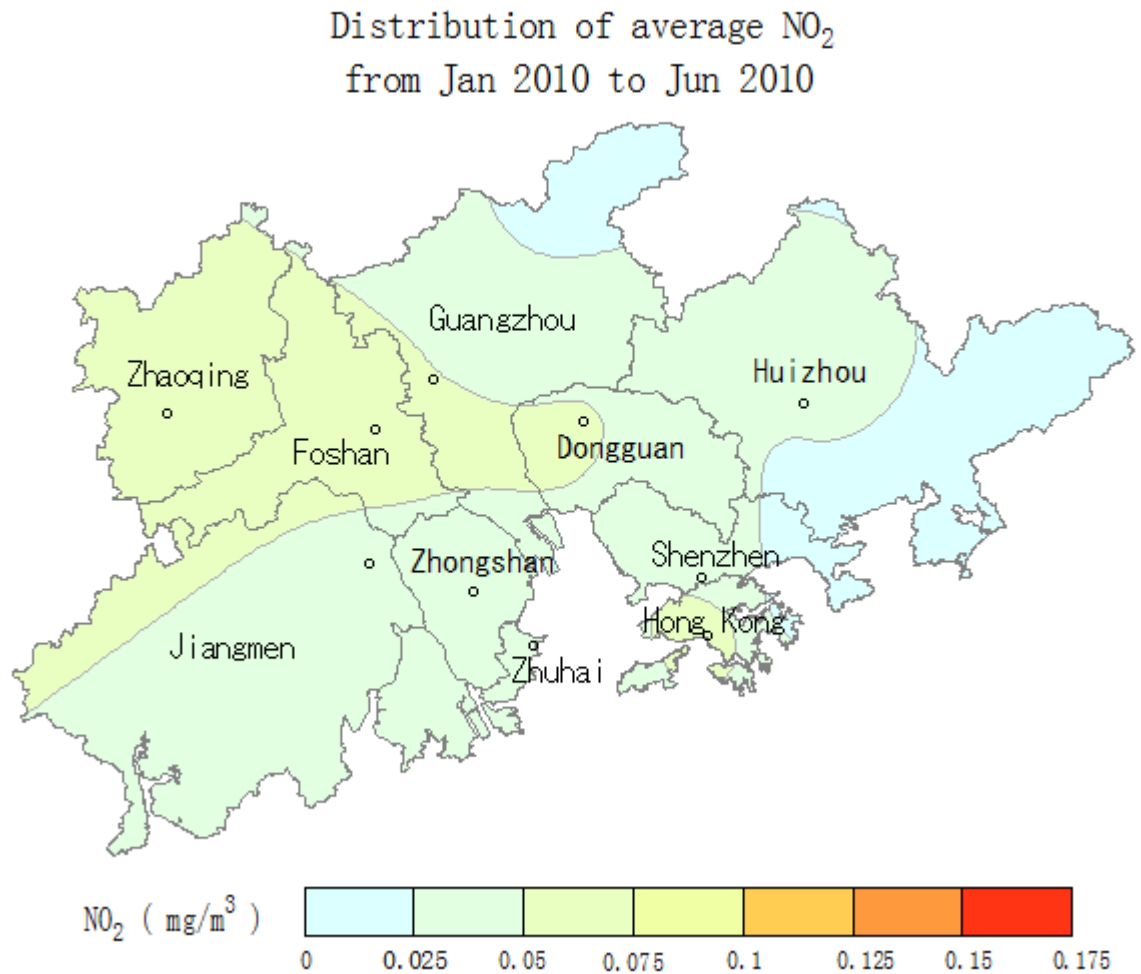 Distribution of average NO₂
from Jan 2010 to Jun 2010
Guangzhou
Zhaoqing
Huizhou
Foshan
Dongguan
Shenzhen
Zhongshan
Hong Kong
Jiangmen
Zhuhai
NO₂ ( mg/m³ )
0 0.025 0.05 0.075 0.1 0.125 0.15 0.175